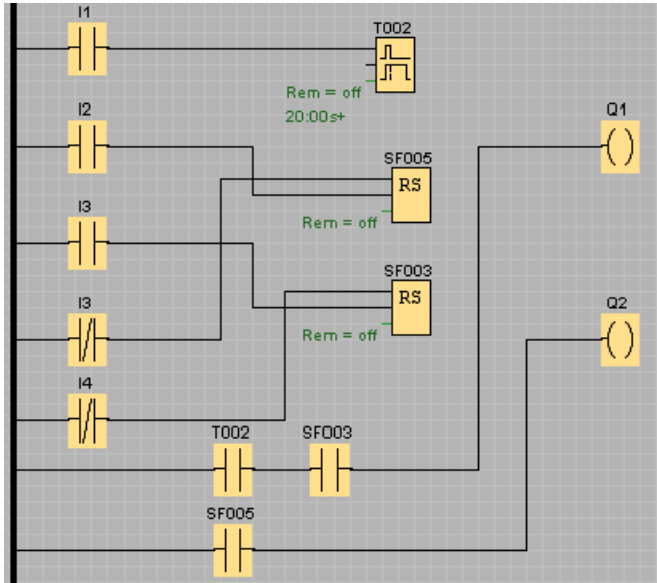 I1
T002
Rem = off
20:00s+
I2
Q1
SF005
RS
I3
Rem = off
SF003
RS
I3
Q2
Rem = off
I4
T002
SF003
SF005